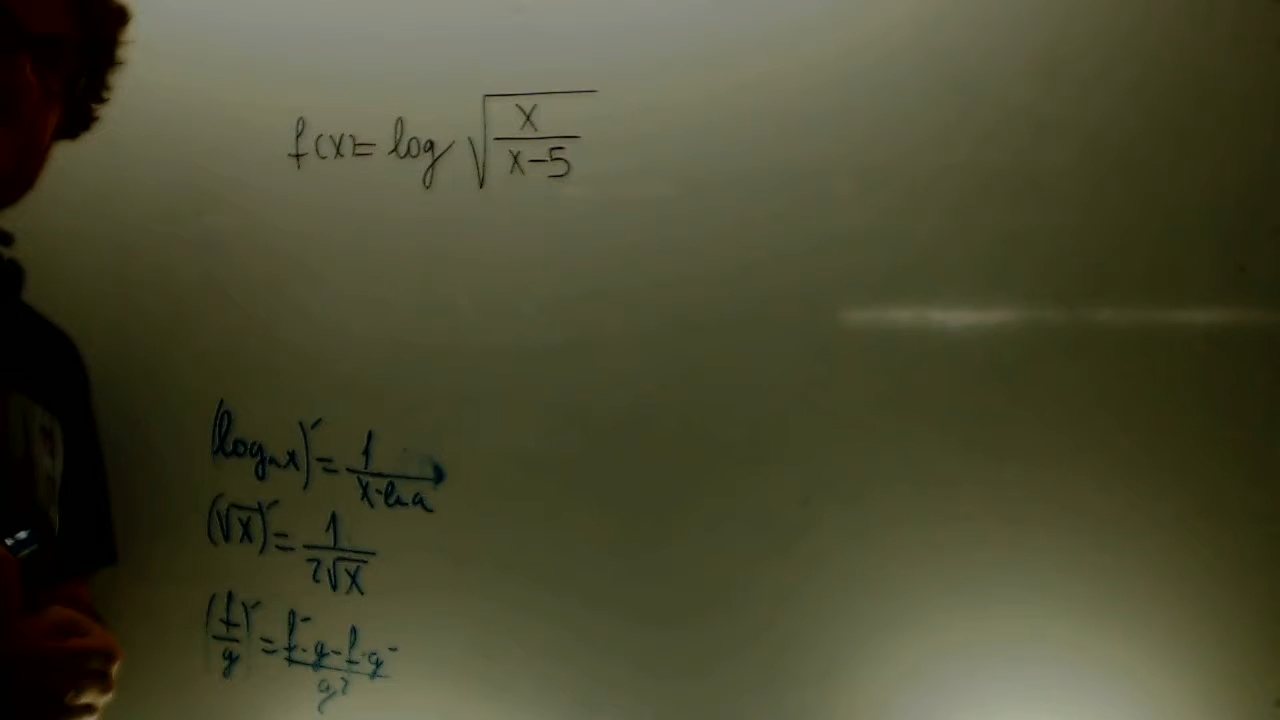 f(x)= log √(x/(x-5))
(logₐx)´= 1/(x·ln a)
(√x)´= 1/(2√x)
(f/g)´= (f´·g-f·g´)/g²